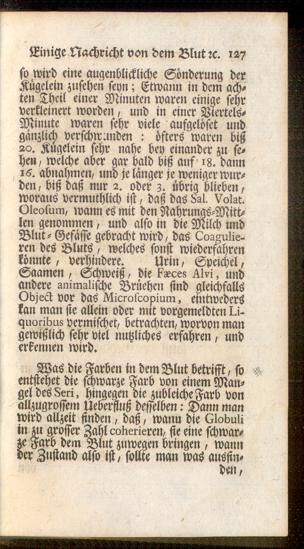 Einige Nachricht von dem Blut ꝛc. 127
so wird eine augenblickliche Sönderung der
Kügelein zusehen seyn; Etwann in dem ach-
ten Theil einer Minuten waren einige sehr
verkleinert worden, und in einer Viertels-
Minute waren sehr viele aufgelöset und
gänzlich verschwunden: öfters waren biß
20. Kügelein sehr nahe bey einander zu se-
hen, welche aber gar bald biß auf 18. dann
16. abnahmen, und je länger je weniger wur-
den, biß daß nur 2. oder 3. übrig blieben,
woraus vermuthlich ist, daß das Sal. Volat.
Oleosum, wann es mit den Nahrungs-Mitt-
len genommen, und also in die Milch und
Blut-Gefässe gebracht wird, das Coagulie-
ren des Bluts, welches sonst wiederfahren
könnte, verhindere. Urin, Speichel,
Saamen, Schweiß, die Fæces Alvi, und
andere animalische Brüehen sind gleichfalls
Object vor das Microscopium, eintweders
kan man sie allein oder mit vorgemeldten Li-
quoribus vermischet, betrachten, worvon man
gewißlich sehr viel nutzliches erfahren, und
erkennen wird.
Was die Farben in dem Blut betrifft, so
entstehet die schwarze Farb von einem Man-
gel des Seri, hingegen die zubleiche Farb von
allzugrossem Ueberfluß desselben: Dann man
wird allzeit finden, daß, wann die Globuli
in zu grosser Zahl coherieren, sie eine schwar-
ze Farb dem Blut zuwegen bringen, wann
der Zustand also ist, sollte man was ausfin-
den,